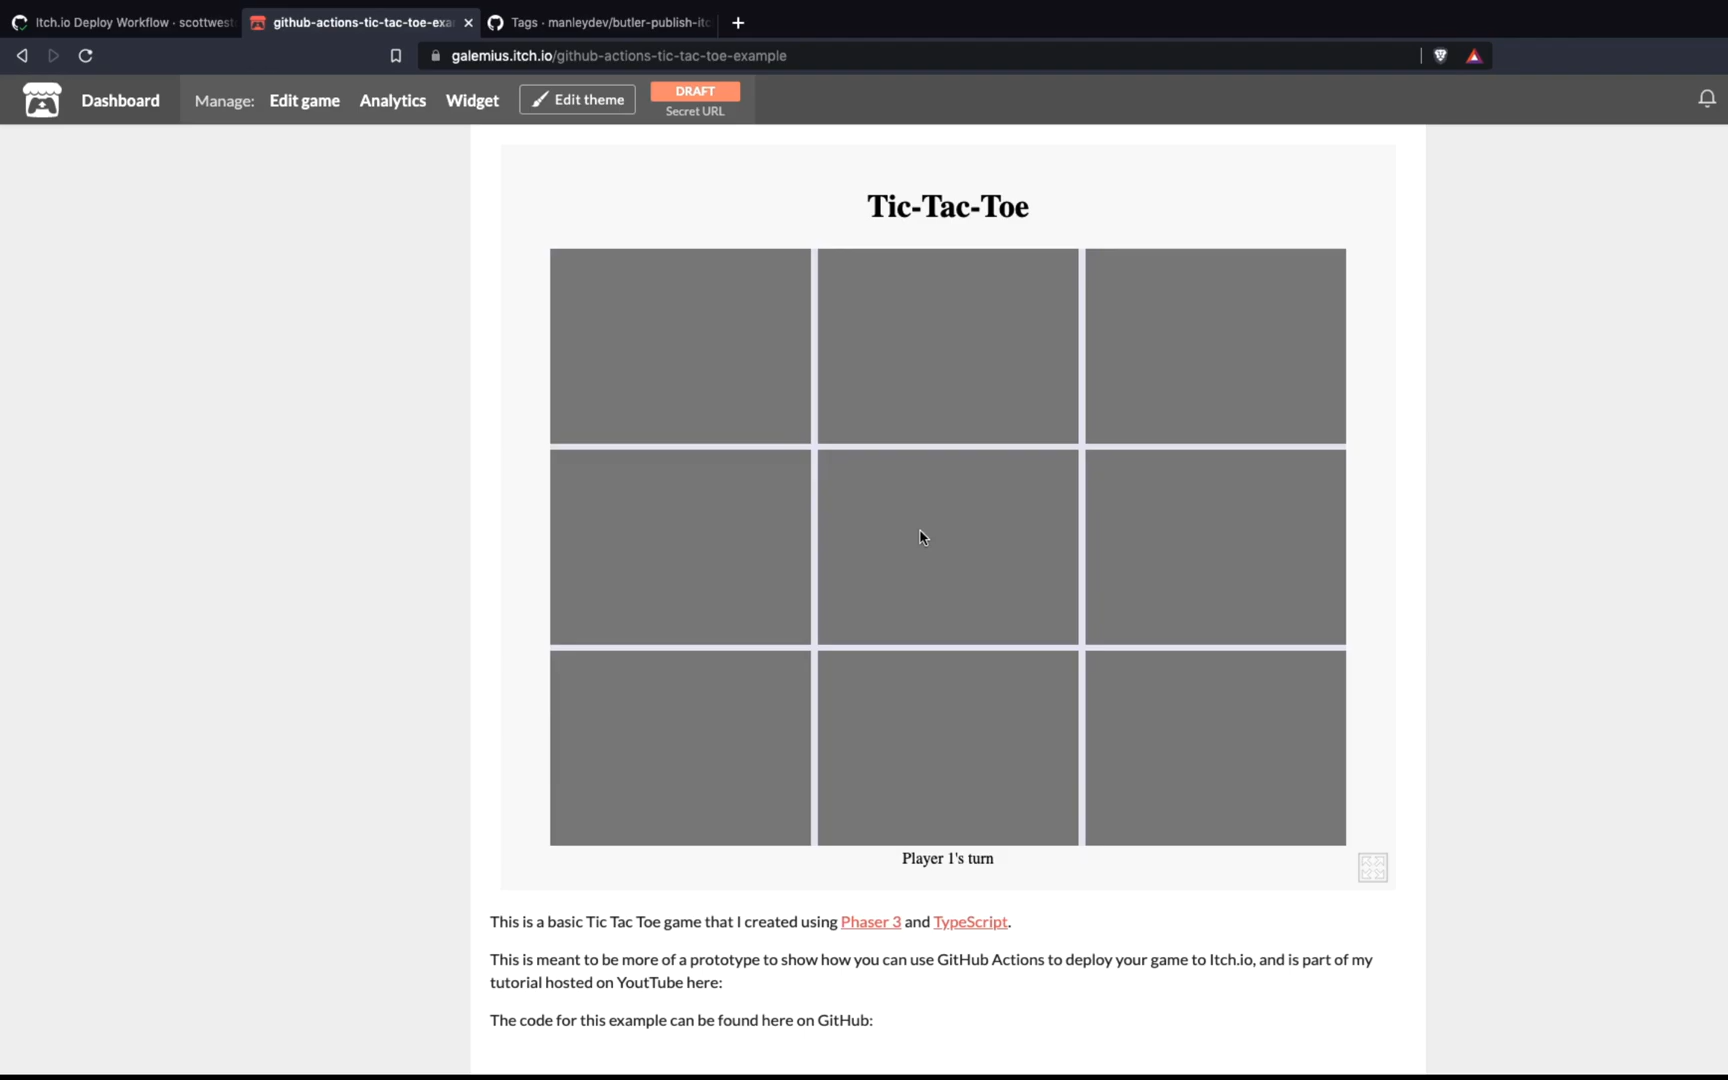 Itch.io Deploy Workflow · scottwest
github-actions-tic-tac-toe-exa
Tags · manleydev/butler-publish-itc
galemius.itch.io/github-actions-tic-tac-toe-example
Dashboard
Manage:
Edit game
Analytics
Widget
Edit theme
DRAFT
Secret URL
Tic-Tac-Toe
Player 1's turn
This is a basic Tic Tac Toe game that I created using Phaser 3 and TypeScript.
This is meant to be more of a prototype to show how you can use GitHub Actions to deploy your game to Itch.io, and is part of my
tutorial hosted on YoutTube here:
The code for this example can be found here on GitHub: